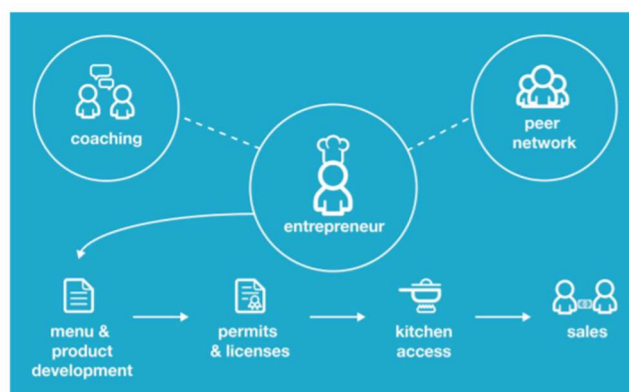 coaching
peer
network
entrepreneur
menu &
product
development
permits
& licenses
kitchen
access
sales